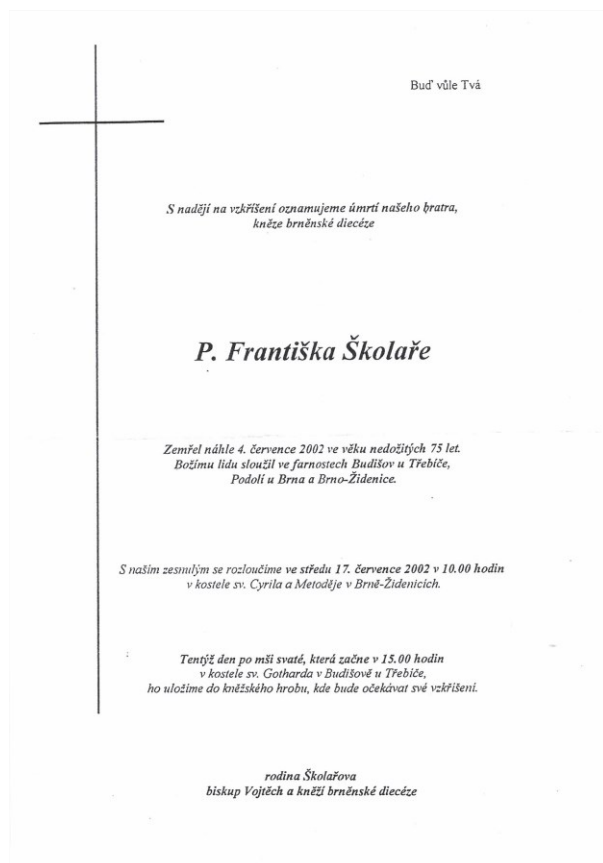 Buď vůle Tvá
S nadějí na vzkříšení oznamujeme úmrtí našeho bratra,
kněze brněnské diecéze
P. Františka Školaře
Zemřel náhle 4. července 2002 ve věku nedožitých 75 let.
Božímu lidu sloužil ve farnostech Budišov u Třebíče,
Podolí u Brna a Brno-Židenice.
S naším zesnulým se rozloučíme ve středu 17. července 2002 v 10.00 hodin
v kostele sv. Cyrila a Metoděje v Brně-Židenicích.
Tentýž den po mši svaté, která začne v 15.00 hodin
v kostele sv. Gotharda v Budišově u Třebíče,
ho uložíme do kněžského hrobu, kde bude očekávat své vzkříšení.
rodina Školařova
biskup Vojtěch a kněží brněnské diecéze